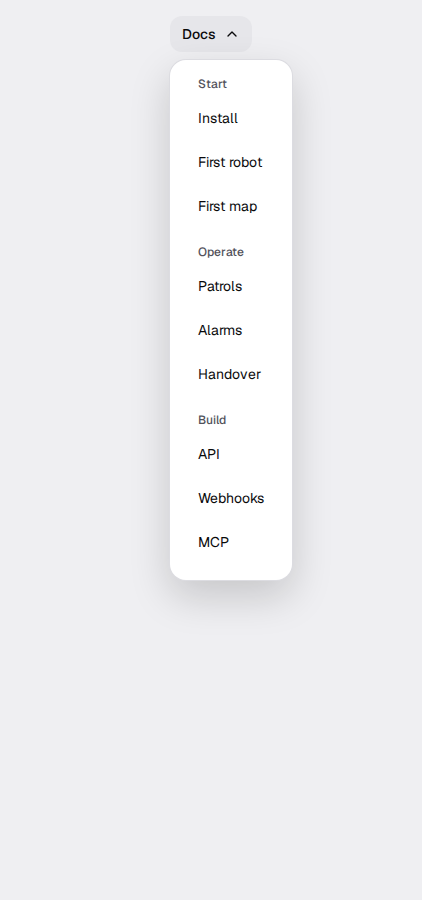 Docs
Start
Install
First robot
First map
Operate
Patrols
Alarms
Handover
Build
API
Webhooks
MCP